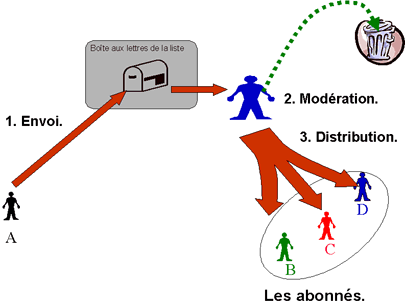 Boîte aux lettres de la liste
1. Envoi.
2. Modération.
3. Distribution.
A
D
C
B
Les abonnés.